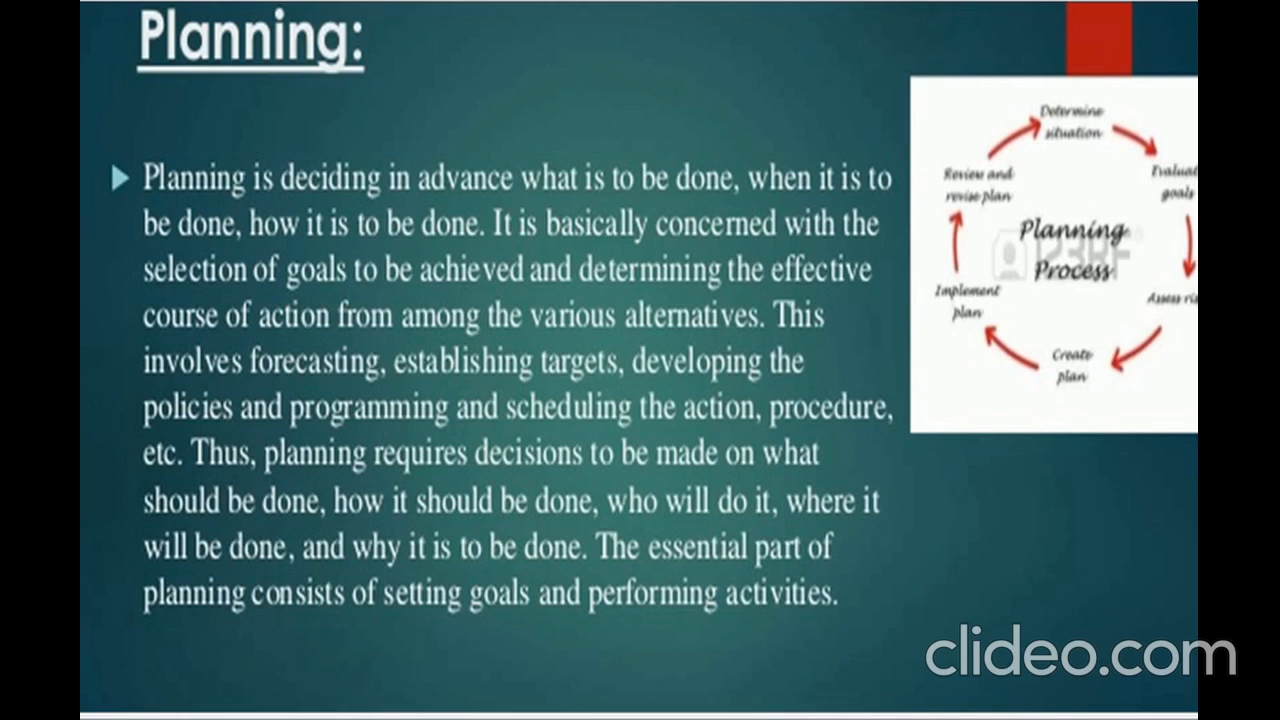 Planning:
Planning is deciding in advance what is to be done, when it is to
be done, how it is to be done. It is basically concerned with the
selection of goals to be achieved and determining the effective
course of action from among the various alternatives. This
involves forecasting, establishing targets, developing the
policies and programming and scheduling the action, procedure,
etc. Thus, planning requires decisions to be made on what
should be done, how it should be done, who will do it, where it
will be done, and why it is to be done. The essential part of
planning consists of setting goals and performing activities.
Determine
situation
goals
Assess
Create
plan
Implement
plan
Review and
revise plan
Planning
Process
clideo.com